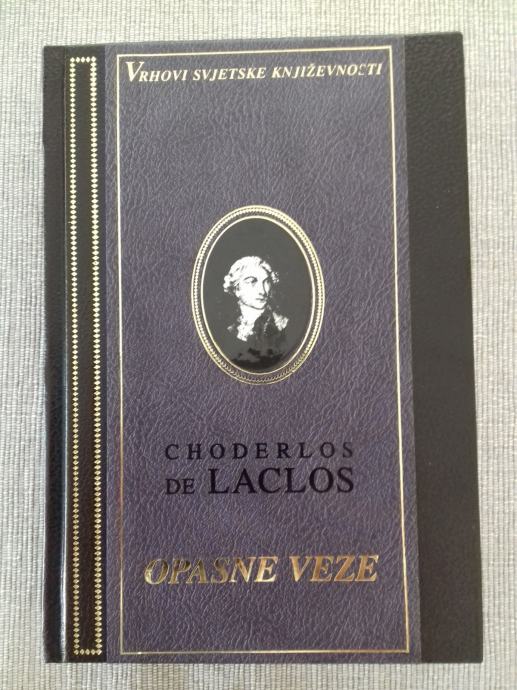 VRHOVI SVJETSKE KNJIŽEVNOSTI
CHODERLOS
DE LACLOS
OPASNE VEZE